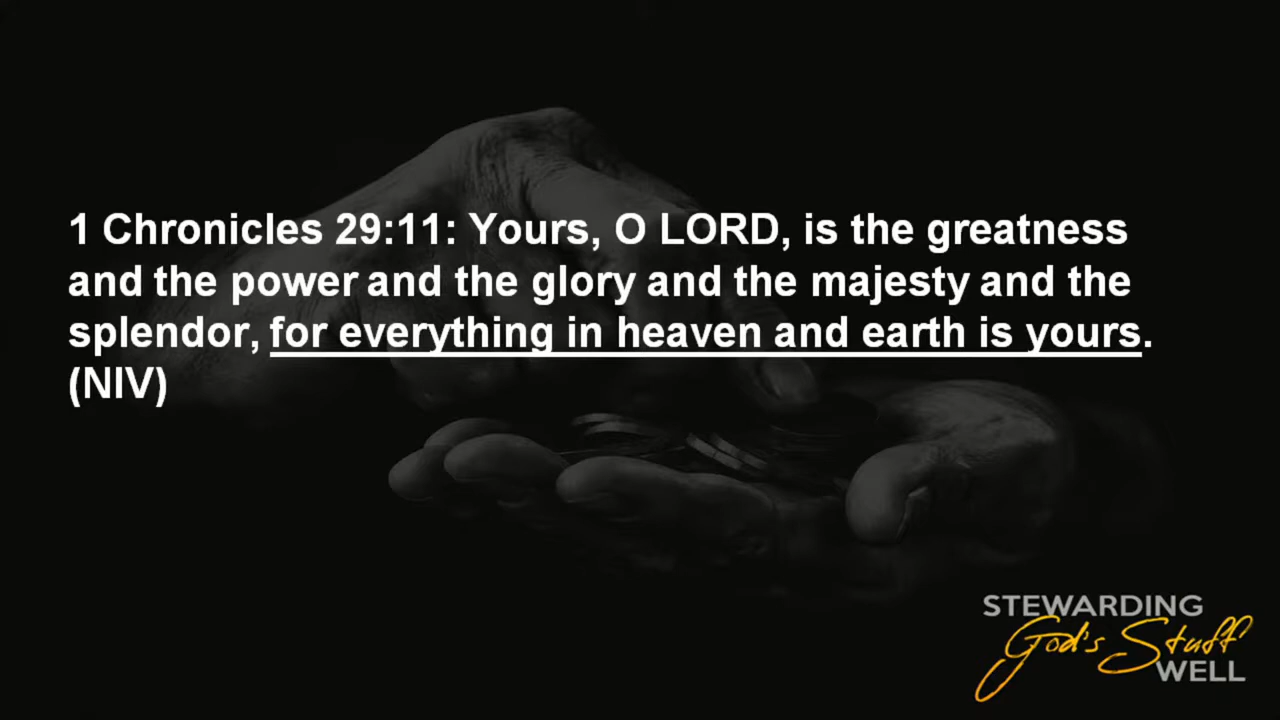 1 Chronicles 29:11: Yours, O LORD, is the greatness
and the power and the glory and the majesty and the
splendor, for everything in heaven and earth is yours.
(NIV)
STEWARDING
God's Stuff
WELL